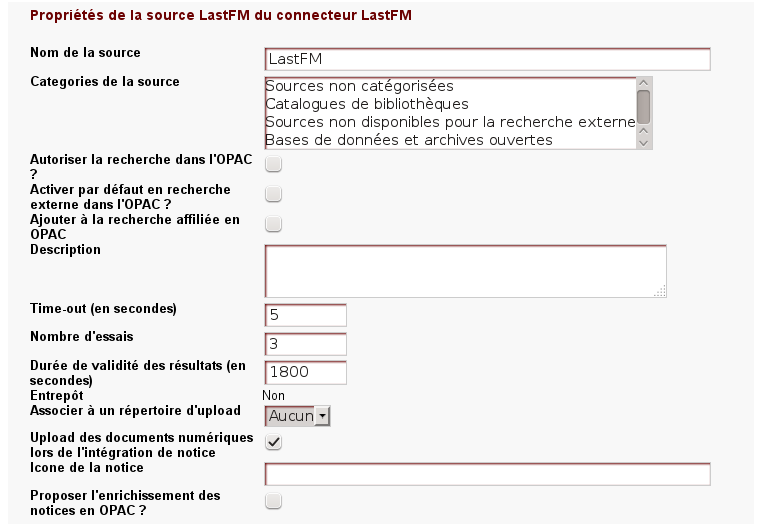 Propriétés de la source LastFM du connecteur LastFM
Nom de la source
LastFM
Categories de la source
Sources non catégorisées
Catalogues de bibliothèques
Sources non disponibles pour la recherche externe
Bases de données et archives ouvertes
Autoriser la recherche dans l'OPAC
?
Activer par défaut en recherche
externe dans l'OPAC ?
Ajouter à la recherche affiliée en
OPAC
Description
Time-out (en secondes)
5
Nombre d'essais
3
Durée de validité des résultats (en
secondes)
1800
Entrepôt
Non
Associer à un répertoire d'upload
Aucun
Upload des documents numériques
lors de l'intégration de notice
Icone de la notice
Proposer l'enrichissement des
notices en OPAC ?